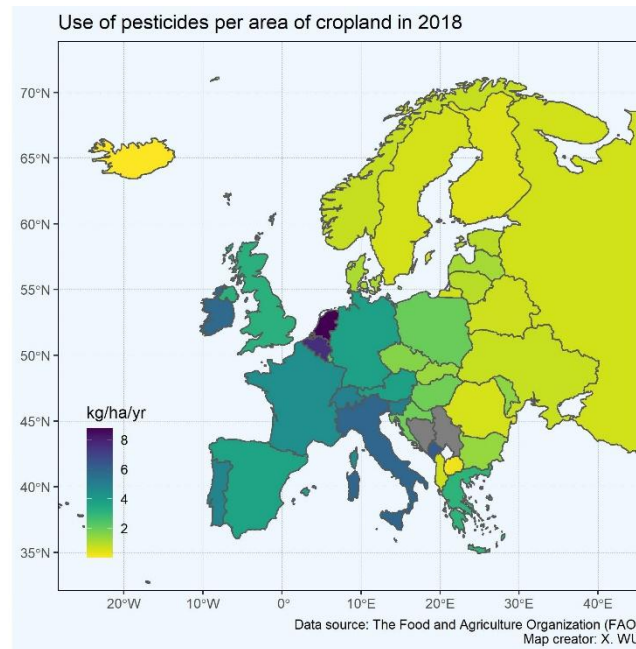 Use of pesticides per area of cropland in 2018
70°N
65°N
60°N
55°N
50°N
45°N
40°N
35°N
kg/ha/yr
8
6
4
2
20°W 10°W 0° 10°E 20°E 30°E 40°E
Data source: The Food and Agriculture Organization (FAO
Map creator: X. WU